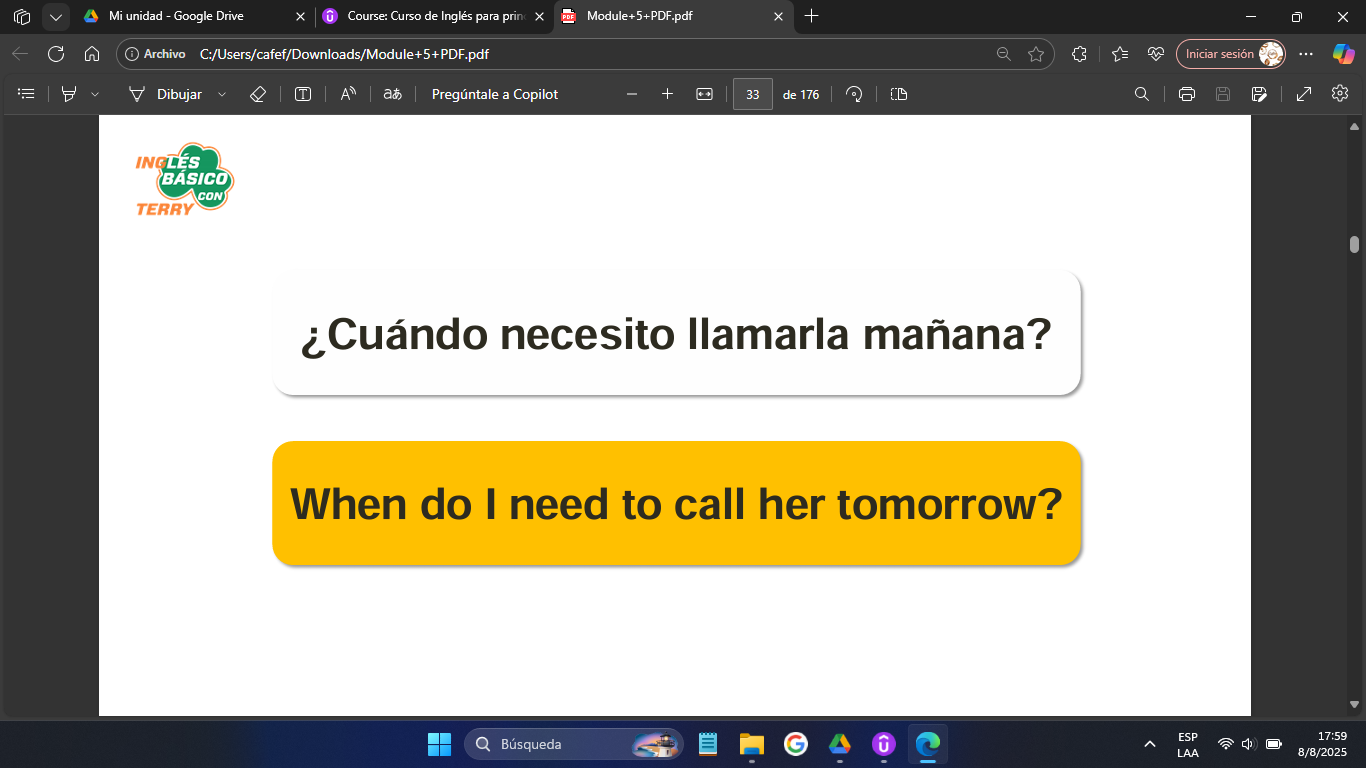 Mi unidad - Google Drive
Course: Curso de Inglés para prin
Module+5+PDF.pdf
Archivo
C:/Users/cafef/Downloads/Module+5+PDF.pdf
Iniciar sesión
Dibujar
Pregúntale a Copilot
33
de 176
INGLÉS
BÁSICO
CON
TERRY
¿Cuándo necesito llamarla mañana?
When do I need to call her tomorrow?
Búsqueda
ESP
LAA
17:59
8/8/2025